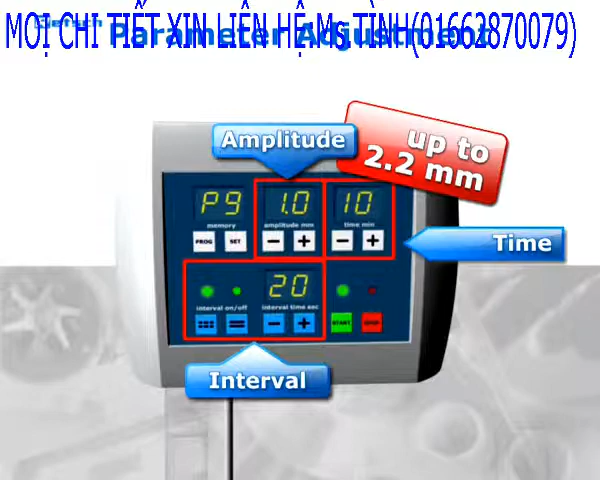 Retsch
Parameter Adjustment
MỌI CHI TIẾT XIN LIÊN HỆ:Ms.TÌNH(01662870079)
Amplitude
up to
2.2 mm
P9
1.0
10
memory
amplitude mm
time min
PROG
SET
−
+
−
+
Time
20
interval on/off
interval time sec
−
+
START
STOP
Interval